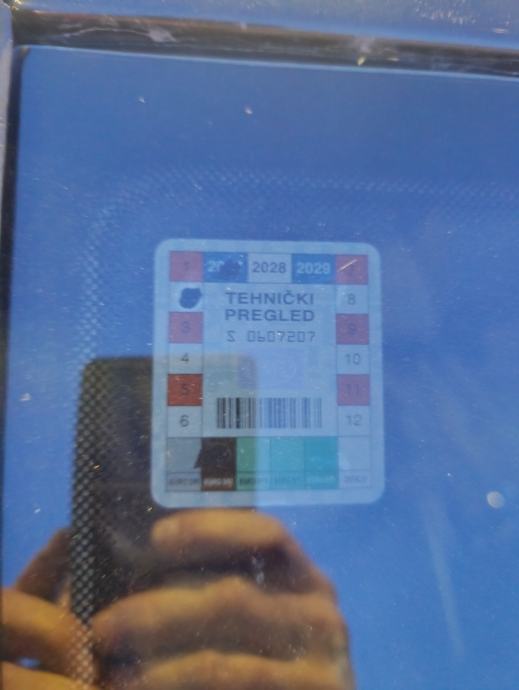 1 2028 2029 7
TEHNIČKI 8
PREGLED
3 S 0607207 9
4 10
5 11
6 12